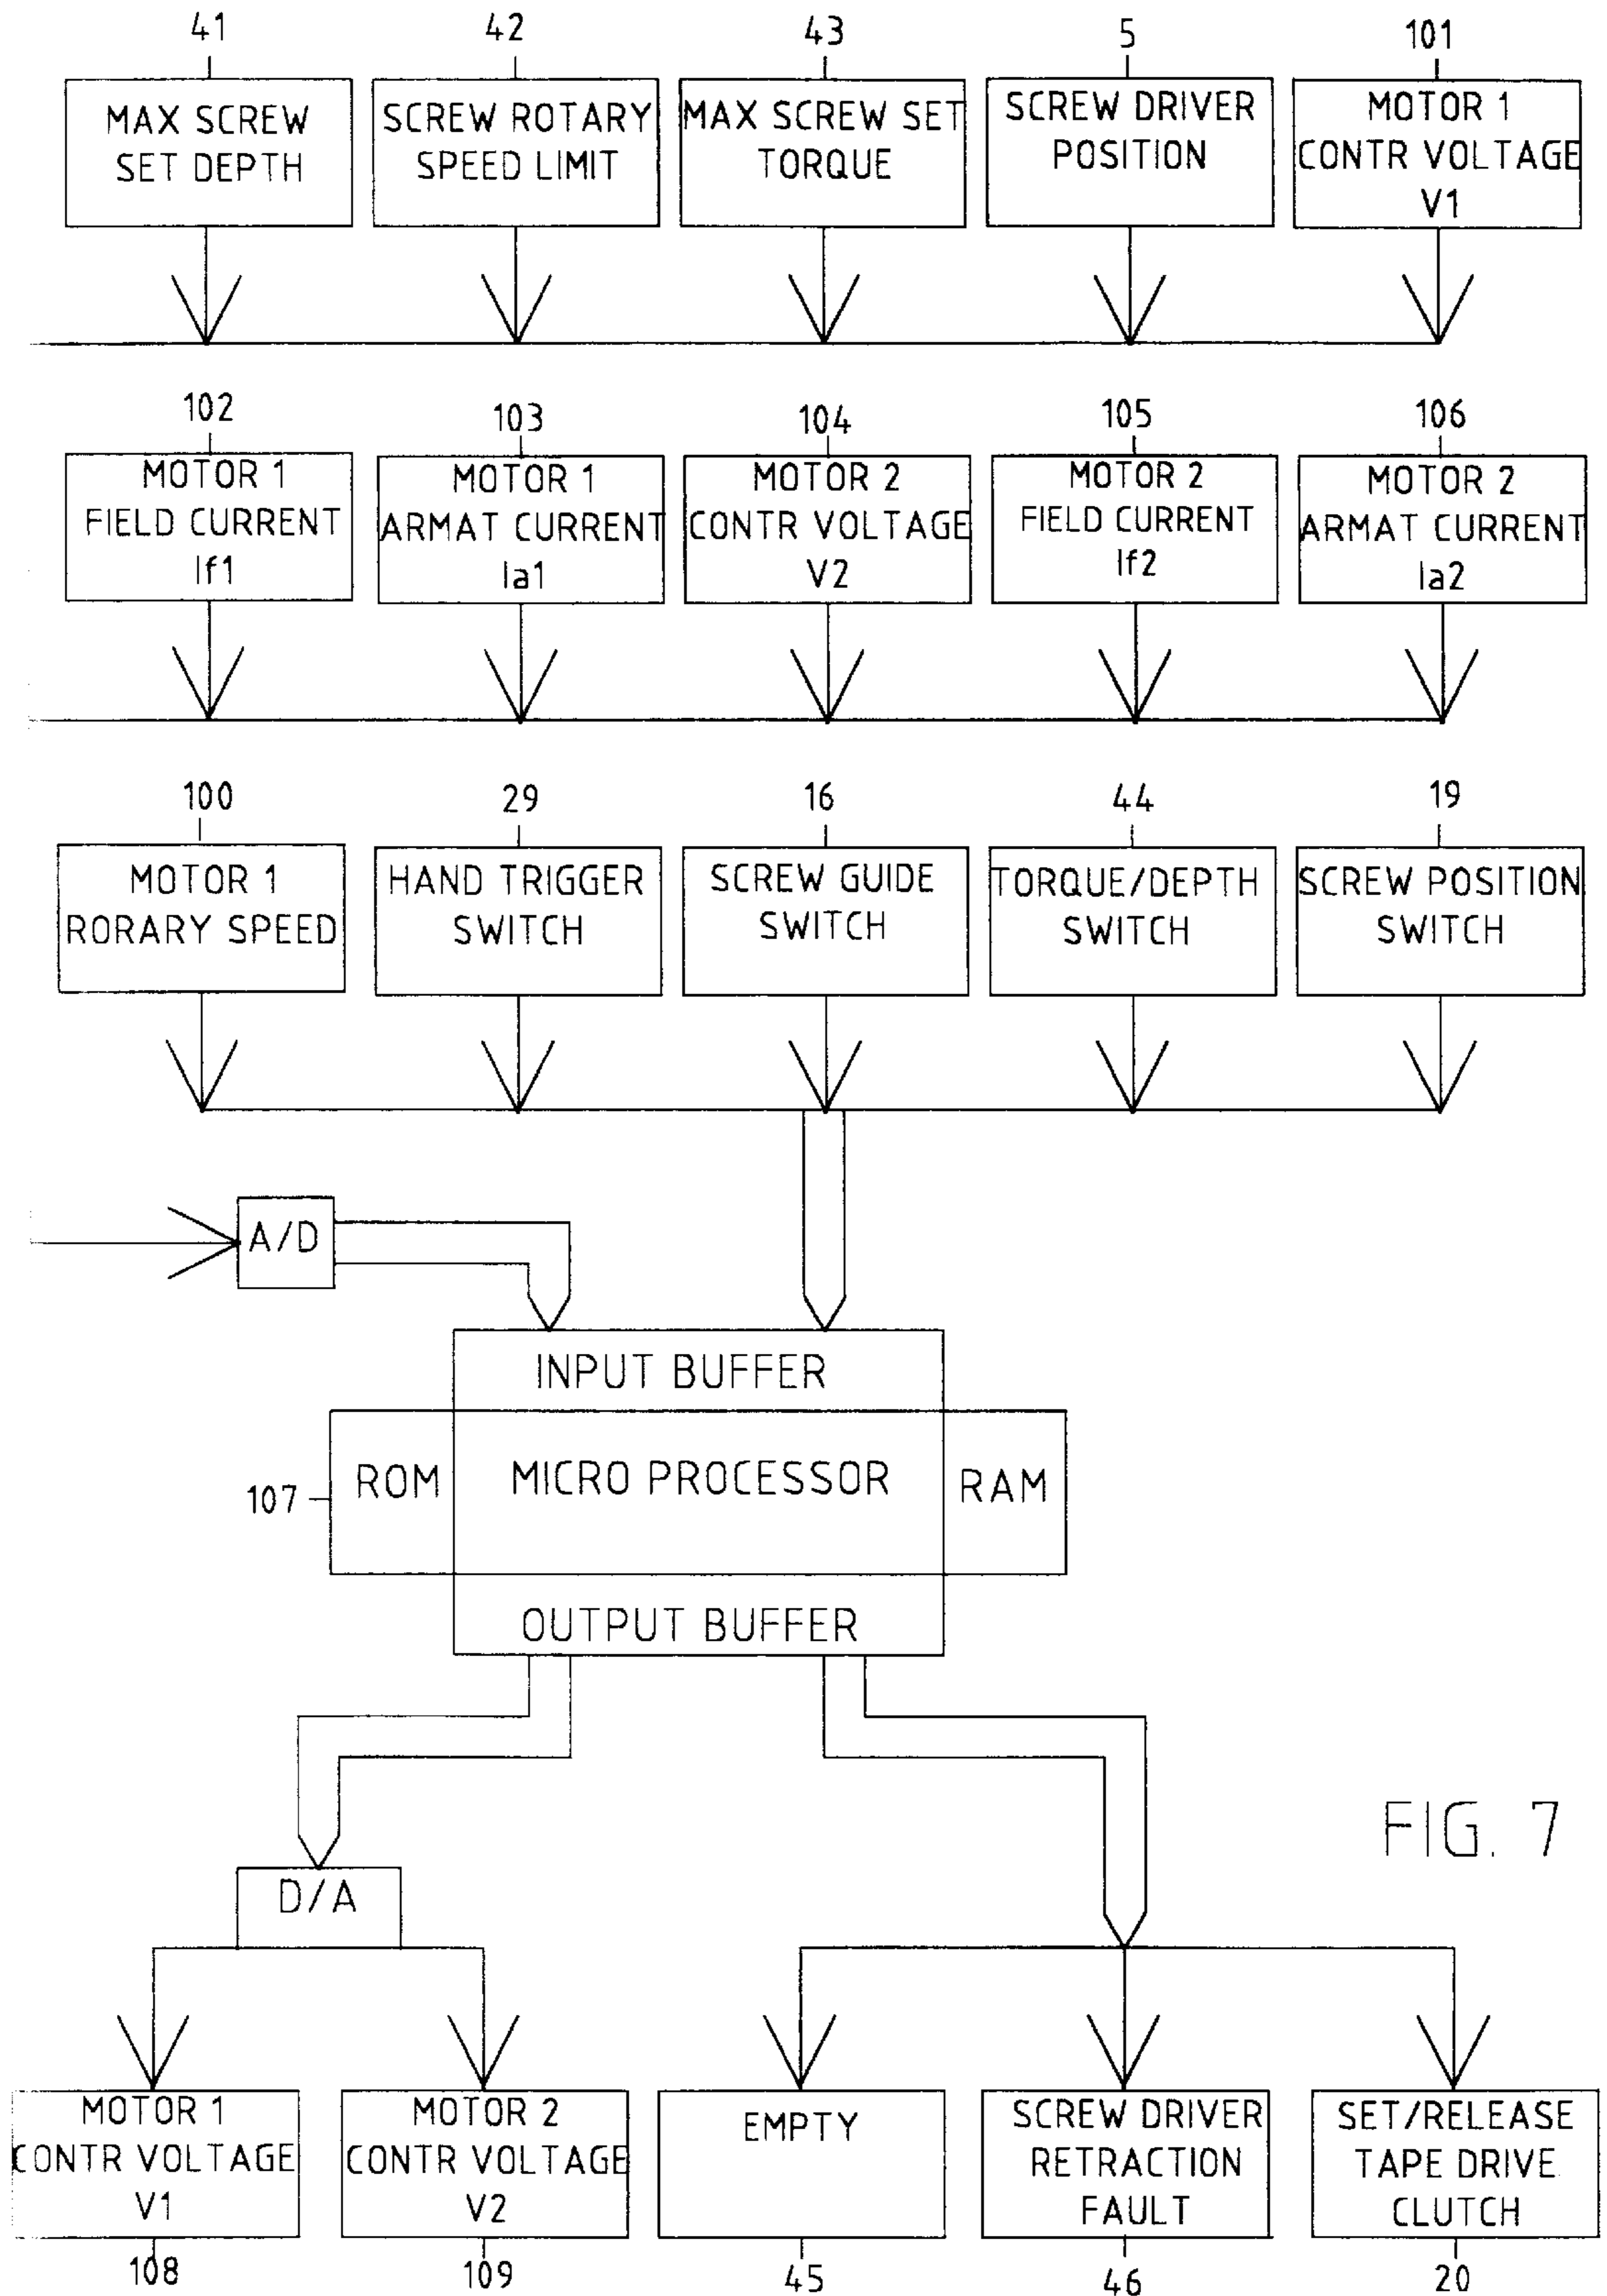 41 42 43 5 101
MAX SCREW
SET DEPTH
SCREW ROTARY
SPEED LIMIT
MAX SCREW SET
TORQUE
SCREW DRIVER
POSITION
MOTOR 1
CONTR VOLTAGE
V1
102 103 104 105 106
MOTOR 1
FIELD CURRENT
If1
MOTOR 1
ARMAT CURRENT
Ia1
MOTOR 2
CONTR VOLTAGE
V2
MOTOR 2
FIELD CURRENT
If2
MOTOR 2
ARMAT CURRENT
Ia2
100 29 16 44 19
MOTOR 1
RORARY SPEED
HAND TRIGGER
SWITCH
SCREW GUIDE
SWITCH
TORQUE/DEPTH
SWITCH
SCREW POSITION
SWITCH
A/D
INPUT BUFFER
ROM
MICRO PROCESSOR
RAM
107
OUTPUT BUFFER
FIG. 7
D/A
MOTOR 1
CONTR VOLTAGE
V1
MOTOR 2
CONTR VOLTAGE
V2
EMPTY
SCREW DRIVER
RETRACTION
FAULT
SET/RELEASE
TAPE DRIVE
CLUTCH
108 109 45 46 20